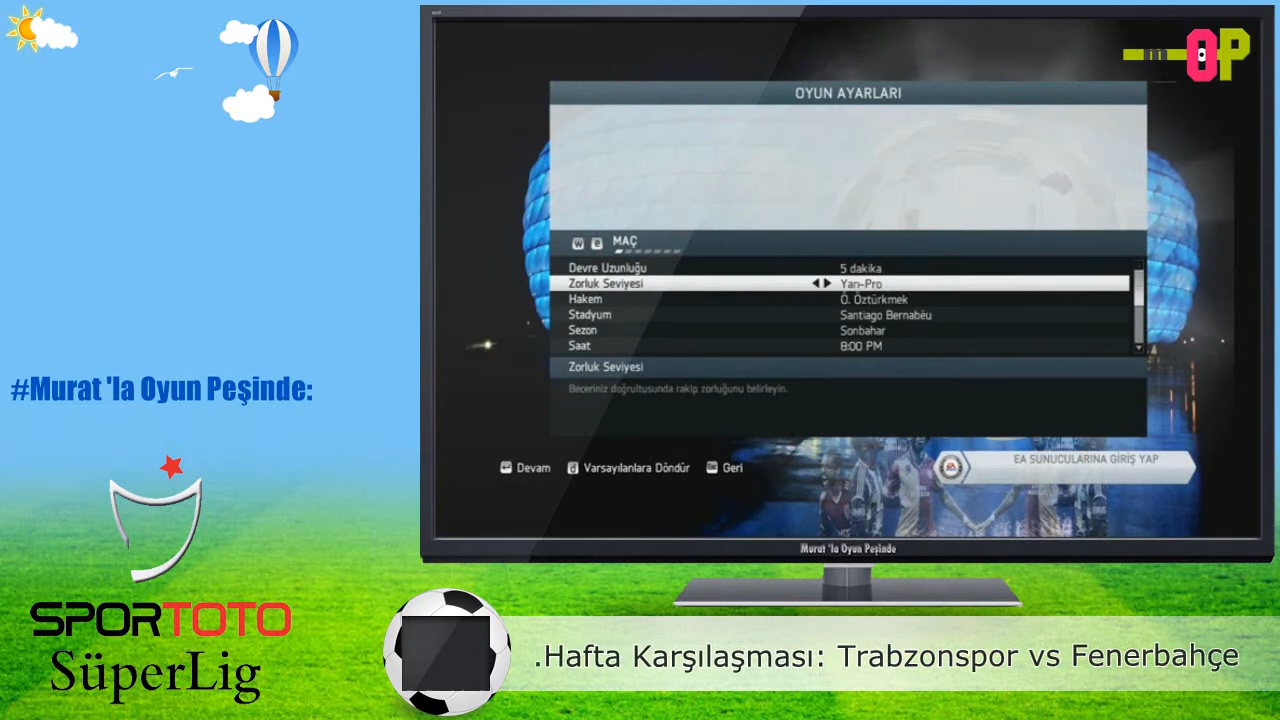 mOP
OYUN AYARLARI
W e MAÇ
Devre Uzunluğu 5 dakika
Zorluk Seviyesi Yarı-Pro
Hakem Ö. Öztürkmek
Stadyum Santiago Bernabéu
Sezon Sonbahar
Saat 8:00 PM
Zorluk Seviyesi
Beceriniz doğrultusunda rakip zorluğunu belirleyin.
EA SUNUCULARINA GİRİŞ YAP
Devam d Varsayılanlara Döndür Geri
Murat 'la Oyun Peşinde
#Murat 'la Oyun Peşinde:
SPORTOTO
SüperLig
.Hafta Karşılaşması: Trabzonspor vs Fenerbahçe